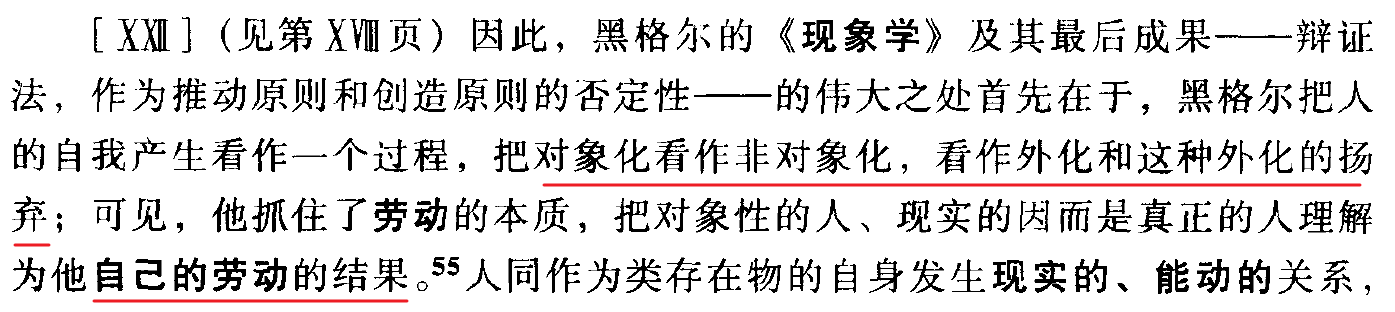 ［XXⅢ］（见第XⅧ页）因此，黑格尔的《现象学》及其最后成果——辩证
法，作为推动原则和创造原则的否定性——的伟大之处首先在于，黑格尔把人
的自我产生看作一个过程，把对象化看作非对象化，看作外化和这种外化的扬
弃；可见，他抓住了劳动的本质，把对象性的人、现实的因而是真正的人理解
为他自己的劳动的结果。55人同作为类存在物的自身发生现实的、能动的关系，